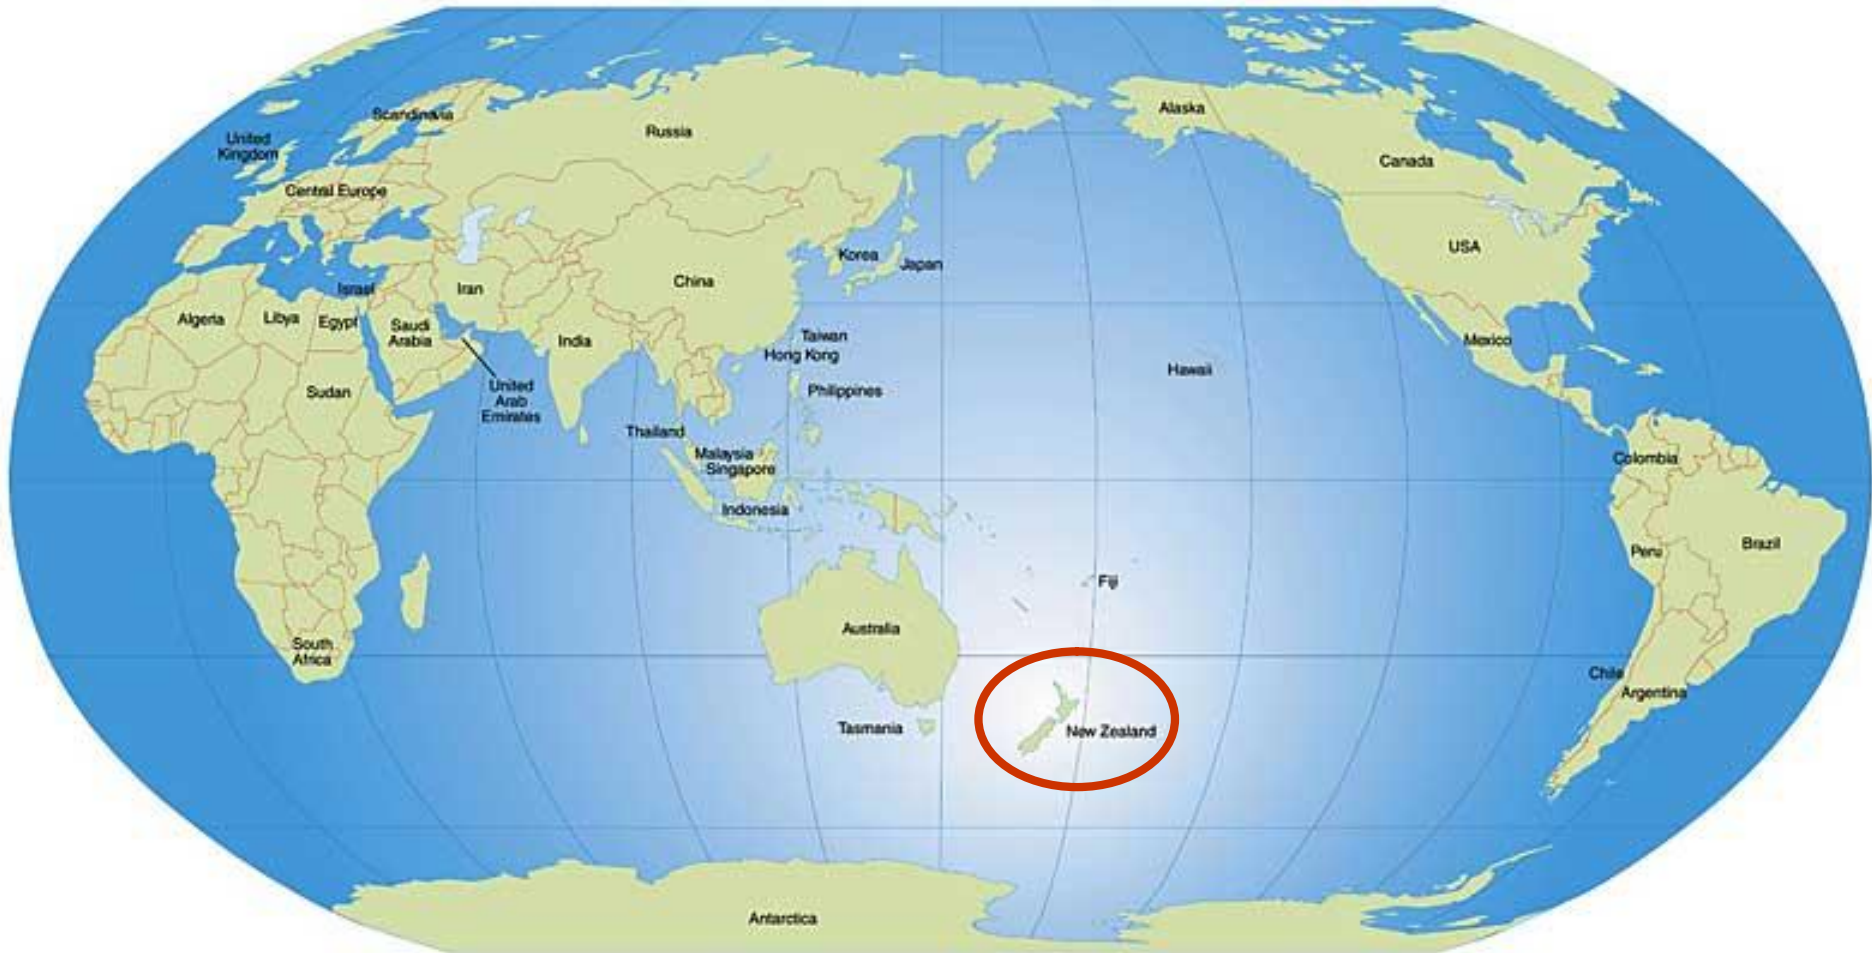 Scandinavia
Alaska
Russia
United
Kingdom
Canada
Central Europe
USA
Korea
Japan
China
Israel
Iran
Algeria
Libya
Egypt
Saudi
Arabia
India
Taiwan
Hong Kong
Mexico
Hawaii
United
Arab
Emirates
Sudan
Philippines
Thailand
Malaysia
Singapore
Colombia
Indonesia
Brazil
Peru
Fiji
Australia
South
Africa
Chile
Argentina
Tasmania
New Zealand
Antarctica